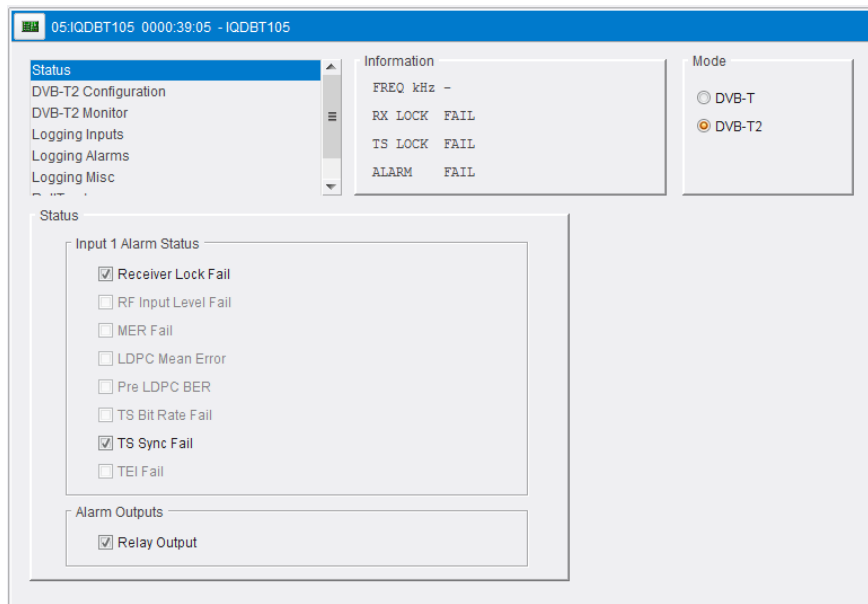 05:IQDBT105 0000:39:05 - IQDBT105
Status
DVB-T2 Configuration
DVB-T2 Monitor
Logging Inputs
Logging Alarms
Logging Misc
Information
FREQ kHz -
RX LOCK FAIL
TS LOCK FAIL
ALARM FAIL
Mode
DVB-T
DVB-T2
Status
Input 1 Alarm Status
Receiver Lock Fail
RF Input Level Fail
MER Fail
LDPC Mean Error
Pre LDPC BER
TS Bit Rate Fail
TS Sync Fail
TEI Fail
Alarm Outputs
Relay Output